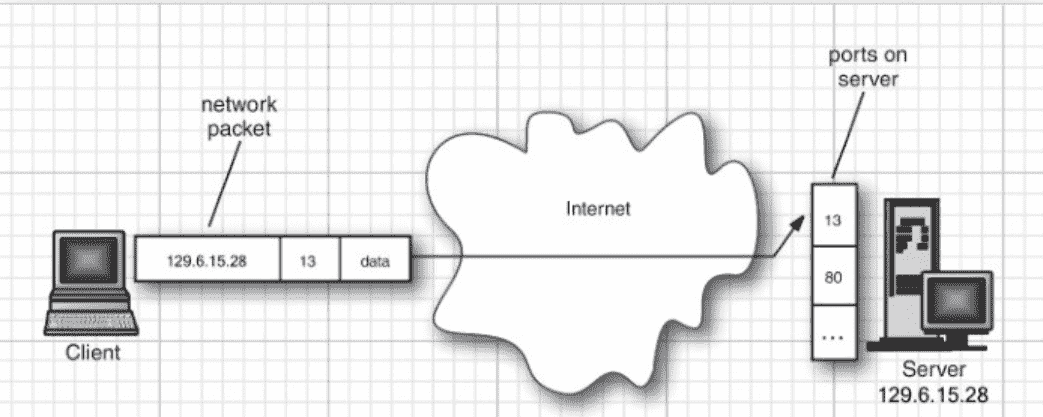 ports on
server
network
packet
Internet
129.6.15.28
13
data
13
80
...
Client
Server
129.6.15.28